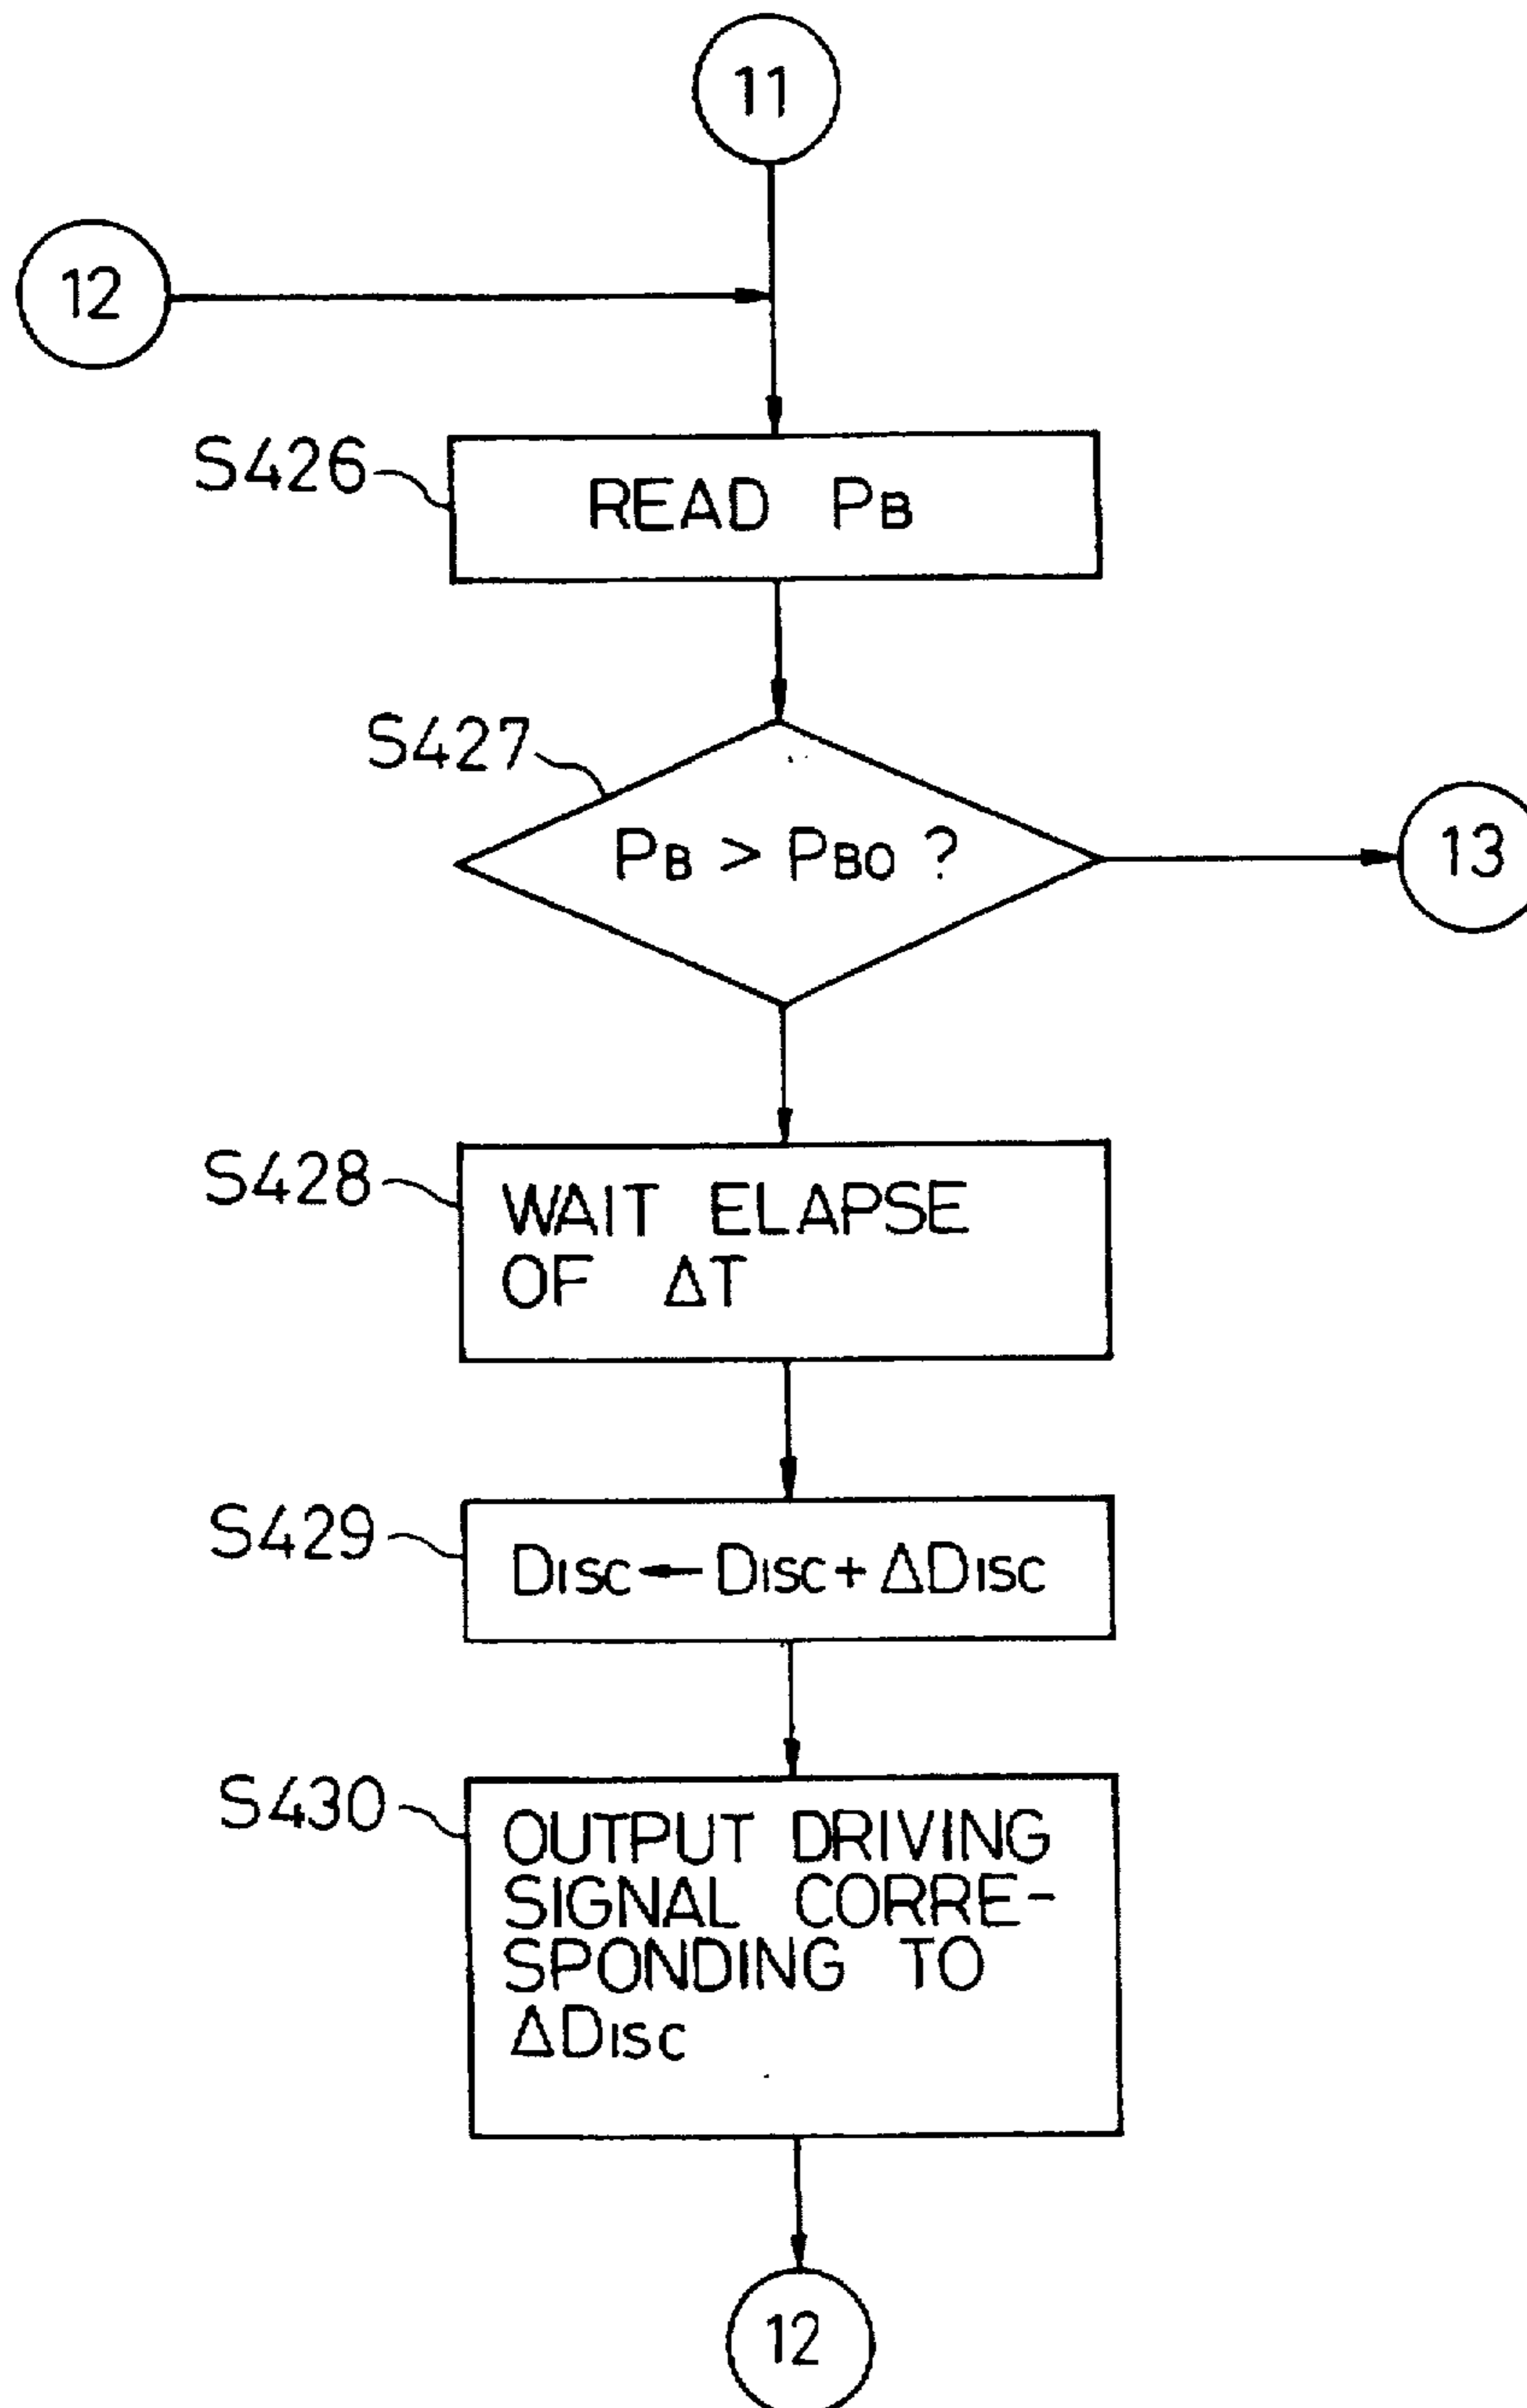 11
12
S426
READ PB
S427
PB > PBO ?
13
S428
WAIT ELAPSE
OF ΔT
S429
DISC ← DISC + ΔDISC
S430
OUTPUT DRIVING
SIGNAL CORRE-
SPONDING TO
ΔDISC
12